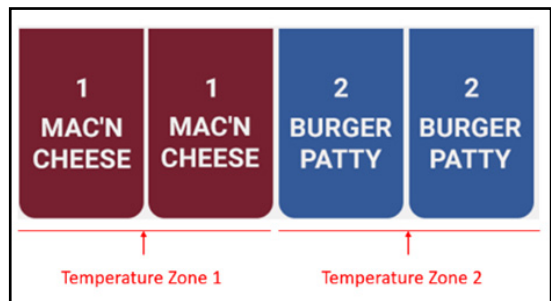 1
MAC'N
CHEESE
1
MAC'N
CHEESE
2
BURGER
PATTY
2
BURGER
PATTY
Temperature Zone 1
Temperature Zone 2